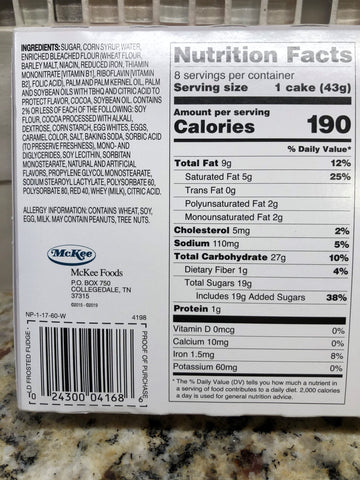 INGREDIENTS: SUGAR, CORN SYRUP, WATER,
ENRICHED BLEACHED FLOUR (WHEAT FLOUR,
BARLEY MALT, NIACIN, REDUCED IRON, THIAMIN
MONONITRATE [VITAMIN B1], RIBOFLAVIN [VITAMIN
B2], FOLIC ACID), PALM AND PALM KERNEL OIL, PALM
AND SOYBEAN OILS WITH TBHQ AND CITRIC ACID TO
PROTECT FLAVOR, COCOA, SOYBEAN OIL. CONTAINS
2% OR LESS OF EACH OF THE FOLLOWING: SOY
FLOUR, COCOA PROCESSED WITH ALKALI,
DEXTROSE, CORN STARCH, EGG WHITES, EGGS,
CARAMEL COLOR, SALT, BAKING SODA, SORBIC ACID
(TO PRESERVE FRESHNESS), MONO- AND
DIGLYCERIDES, SOY LECITHIN, SORBITAN
MONOSTEARATE, NATURAL AND ARTIFICIAL
FLAVORS, PROPYLENE GLYCOL MONOSTEARATE,
SODIUM STEAROYL LACTYLATE, POLYSORBATE 60,
POLYSORBATE 80, RED 40, WHEY (MILK), CITRIC ACID.
ALLERGY INFORMATION: CONTAINS WHEAT, SOY,
EGG, MILK. MAY CONTAIN PEANUTS, TREE NUTS.
McKee
McKee Foods
P.O. BOX 750
COLLEGEDALE, TN
37315
©2015 - ©2019
NP-1-17-60-W 4198
LD FROSTED FUDGE -
PROOF OF PURCHASE
0 24300 04168 6
Nutrition Facts
8 servings per container
Serving size 1 cake (43g)
Amount per serving
Calories 190
% Daily Value*
Total Fat 9g 12%
Saturated Fat 5g 25%
Trans Fat 0g
Polyunsaturated Fat 2g
Monounsaturated Fat 2g
Cholesterol 5mg 2%
Sodium 110mg 5%
Total Carbohydrate 27g 10%
Dietary Fiber 1g 4%
Total Sugars 19g
Includes 19g Added Sugars 38%
Protein 1g
Vitamin D 0mcg 0%
Calcium 10mg 0%
Iron 1.5mg 8%
Potassium 60mg 0%
* The % Daily Value (DV) tells you how much a nutrient in
a serving of food contributes to a daily diet. 2,000 calories
a day is used for general nutrition advice.